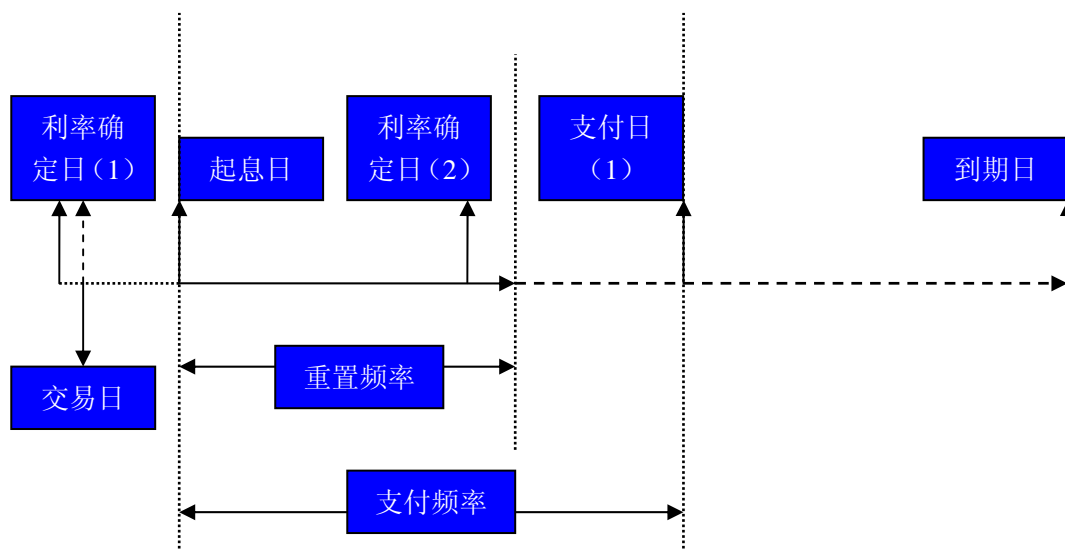 利率确
定日（1）
起息日
利率确
定日（2）
支付日
（1）
到期日
交易日
重置频率
支付频率